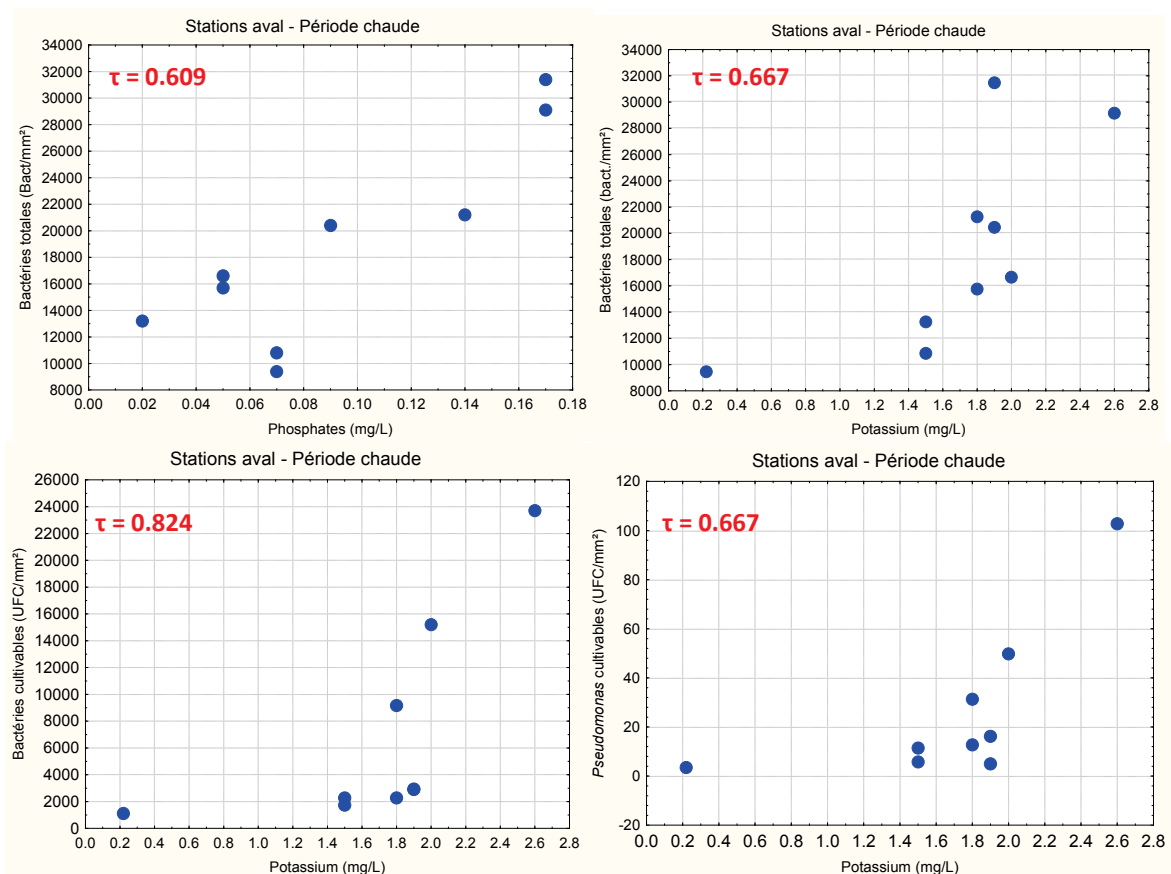 Stations aval - Période chaude
τ = 0.609
34000
32000
30000
28000
26000
24000
22000
20000
18000
16000
14000
12000
10000
8000
Bactéries totales (Bact/mm²)
0.00 0.02 0.04 0.06 0.08 0.10 0.12 0.14 0.16 0.18
Phosphates (mg/L)
Stations aval - Période chaude
τ = 0.667
34000
32000
30000
28000
26000
24000
22000
20000
18000
16000
14000
12000
10000
8000
Bactéries totales (bact./mm²)
0.0 0.2 0.4 0.6 0.8 1.0 1.2 1.4 1.6 1.8 2.0 2.2 2.4 2.6 2.8
Potassium (mg/L)
Stations aval - Période chaude
τ = 0.824
26000
24000
22000
20000
18000
16000
14000
12000
10000
8000
6000
4000
2000
0
Bactéries cultivables (UFC/mm²)
0.0 0.2 0.4 0.6 0.8 1.0 1.2 1.4 1.6 1.8 2.0 2.2 2.4 2.6 2.8
Potassium (mg/L)
Stations aval - Période chaude
τ = 0.667
120
100
80
60
40
20
0
-20
Pseudomonas cultivables (UFC/mm²)
0.0 0.2 0.4 0.6 0.8 1.0 1.2 1.4 1.6 1.8 2.0 2.2 2.4 2.6 2.8
Potassium (mg/L)